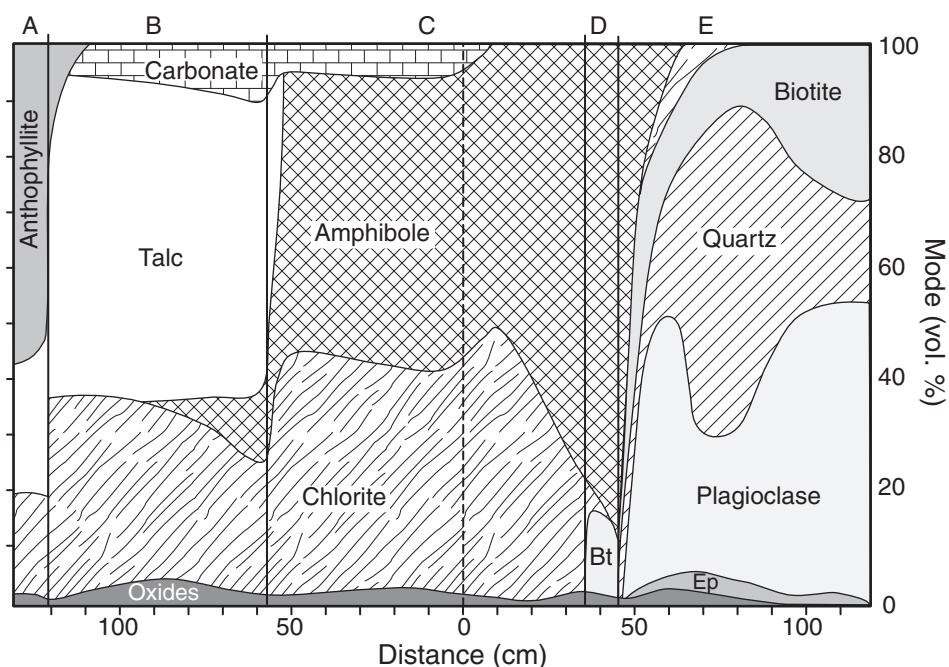 A B C D E
Carbonate
Anthophyllite
Talc
Amphibole
Chlorite
Oxides
Bt
Biotite
Quartz
Plagioclase
Ep
100
80
60
40
20
0
Mode (vol. %)
100 50 0 50 100
Distance (cm)